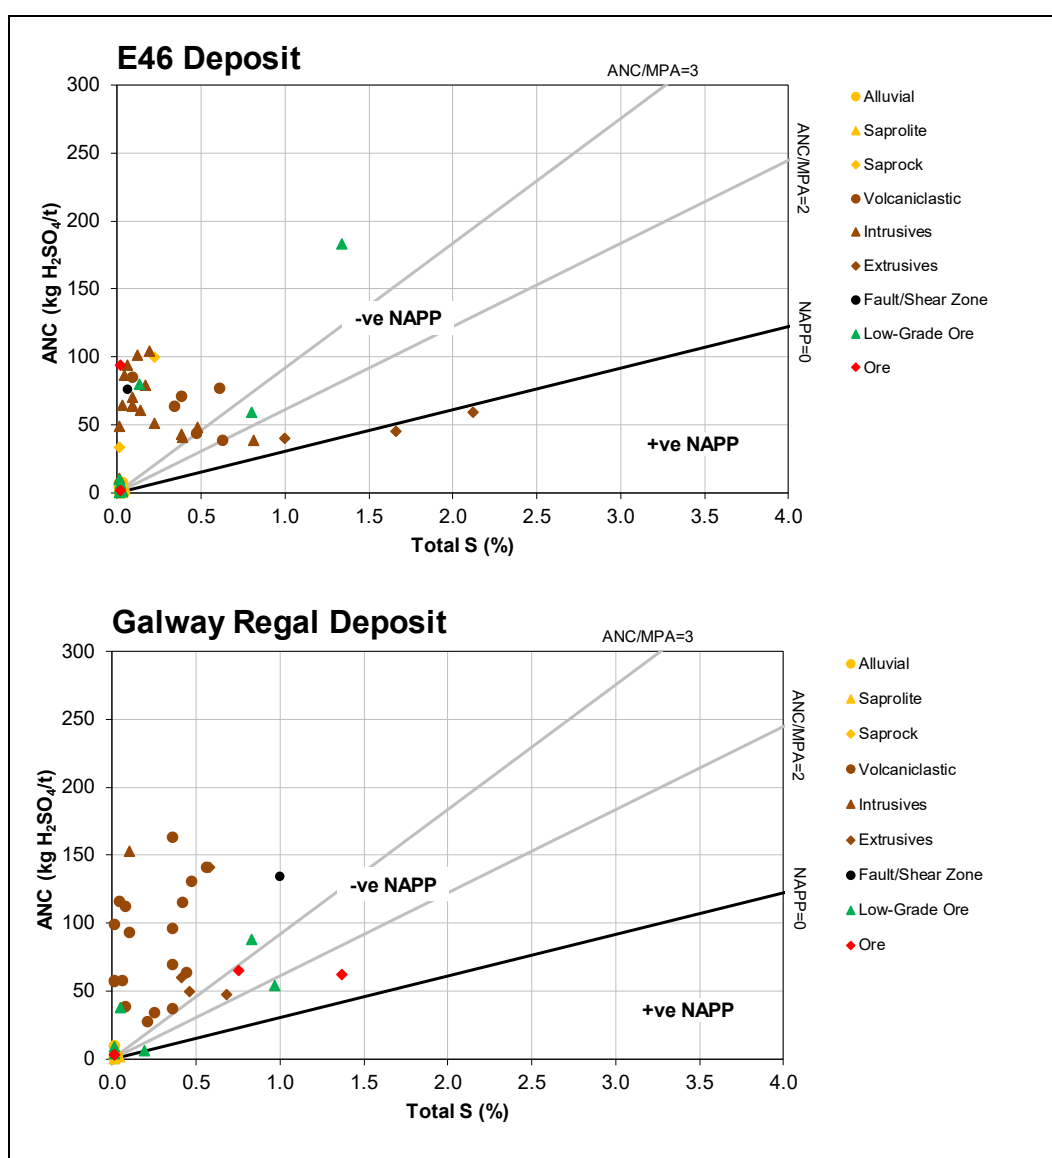 E46 Deposit
ANC/MPA=3
300
250
200
150
100
50
0
ANC (kg H₂SO₄/t)
-ve NAPP
+ve NAPP
ANC/MPA=2
NAPP=0
0.0 0.5 1.0 1.5 2.0 2.5 3.0 3.5 4.0
Total S (%)
Alluvial
Saprolite
Saprock
Volcaniclastic
Intrusives
Extrusives
Fault/Shear Zone
Low-Grade Ore
Ore
Galway Regal Deposit
ANC/MPA=3
300
250
200
150
100
50
0
ANC (kg H₂SO₄/t)
-ve NAPP
+ve NAPP
ANC/MPA=2
NAPP=0
0.0 0.5 1.0 1.5 2.0 2.5 3.0 3.5 4.0
Total S (%)
Alluvial
Saprolite
Saprock
Volcaniclastic
Intrusives
Extrusives
Fault/Shear Zone
Low-Grade Ore
Ore